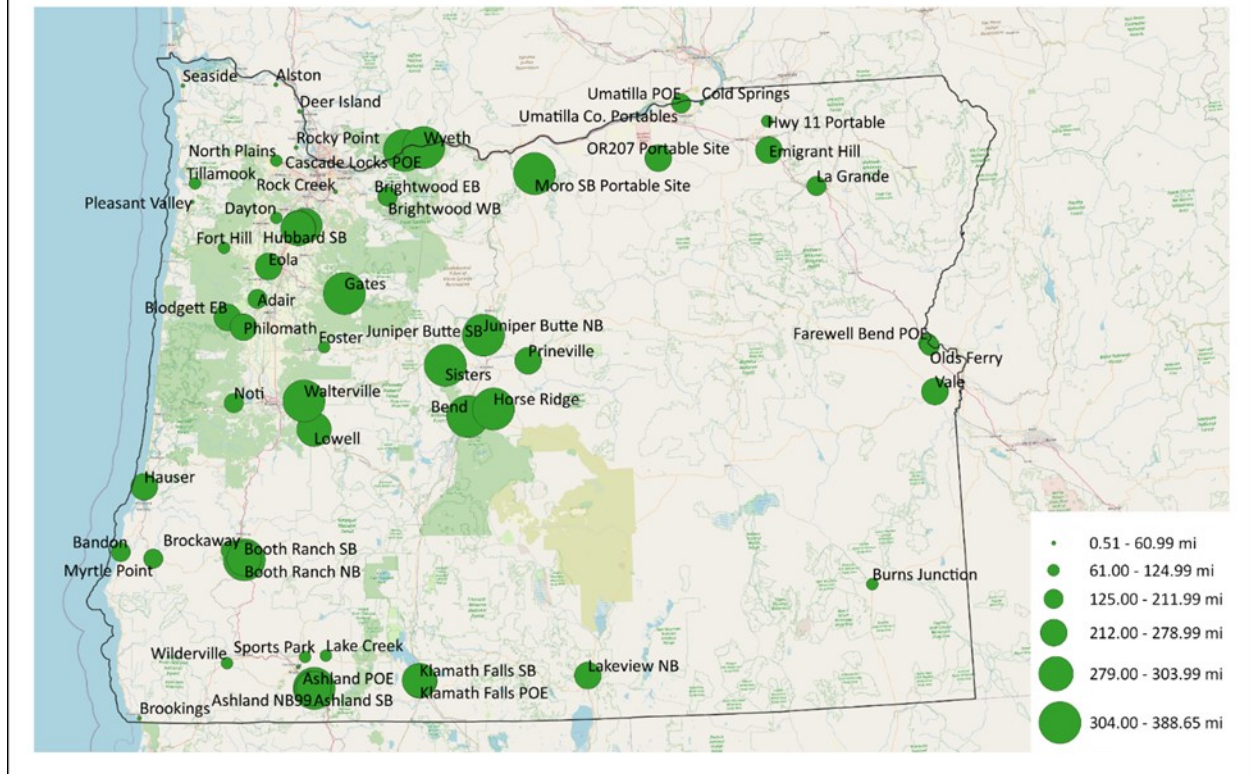 Seaside
Alston
Deer Island
Umatilla POE
Cold Springs
Umatilla Co. Portables
Hwy 11 Portable
Rocky Point
Wyeth
North Plains
Cascade Locks POE
OR207 Portable Site
Emigrant Hill
Tillamook
Rock Creek
Brightwood EB
Moro SB Portable Site
La Grande
Pleasant Valley
Dayton
Brightwood WB
Fort Hill
Hubbard SB
Eola
Gates
Adair
Blodgett EB
Philomath
Foster
Juniper Butte SB
Juniper Butte NB
Prineville
Farewell Bend POE
Olds Ferry
Sisters
Vale
Noti
Walterville
Bend
Horse Ridge
Lowell
Hauser
Bandon
Brockaway
Booth Ranch SB
Myrtle Point
Booth Ranch NB
Burns Junction
Wilderville
Sports Park
Lake Creek
Ashland POE
Klamath Falls SB
Lakeview NB
Klamath Falls POE
Ashland NB99
Ashland SB
Brookings
0.51 - 60.99 mi
61.00 - 124.99 mi
125.00 - 211.99 mi
212.00 - 278.99 mi
279.00 - 303.99 mi
304.00 - 388.65 mi